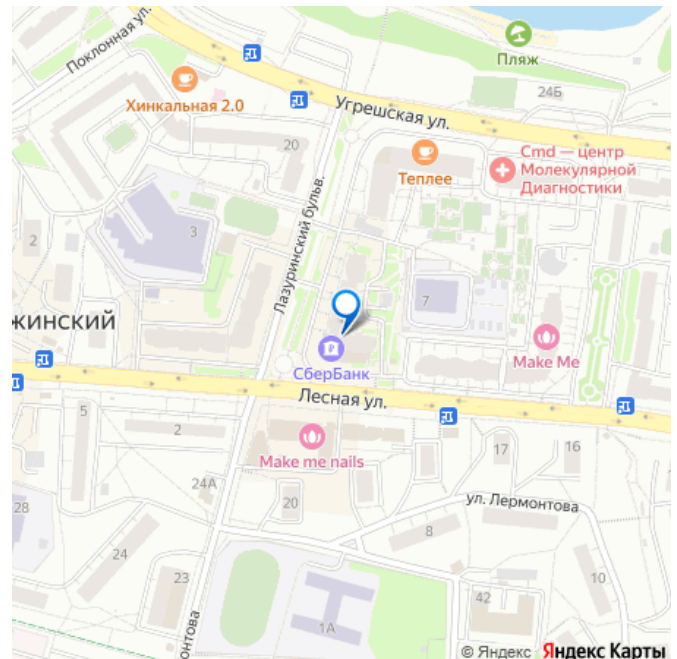 Поклонная ул.
Пляж
Хинкальная 2.0
24Б
Угрешская ул.
20
Cmd — центр
Молекулярной
Диагностики
Теплее
Лазуринский бульв.
2
3
7
жинский
СберБанк
Make Me
Лесная ул.
5
2
Make me nails
17
16
24А
20
ул. Лермонтова
28
8
24
23
10
42
1А
монтова
© Яндекс Яндекс Карты